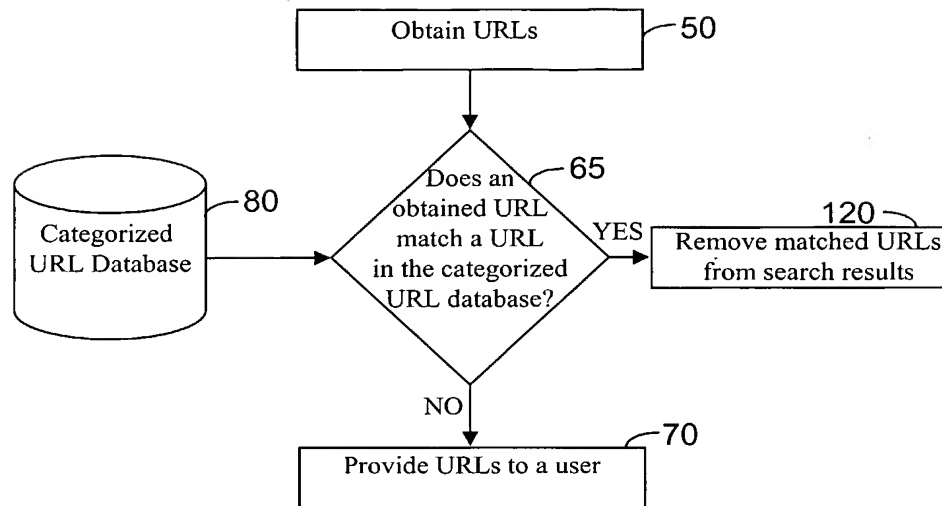 Obtain URLs
50
Does an
obtained URL
match a URL
in the categorized
URL database?
65
Categorized
URL Database
80
YES
120
Remove matched URLs
from search results
NO
70
Provide URLs to a user